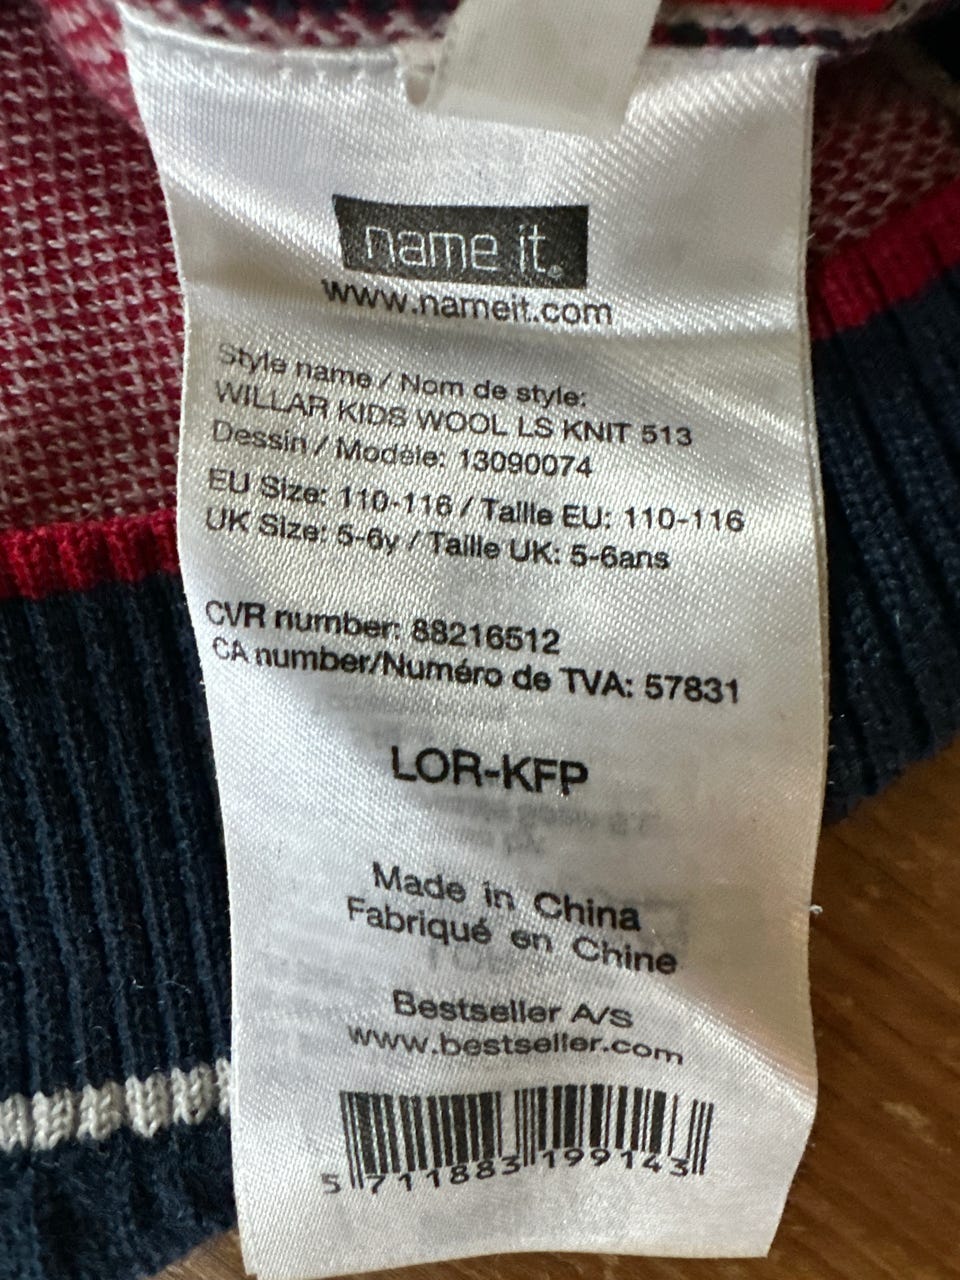 name it.
www.nameit.com
Style name / Nom de style:
WILLAR KIDS WOOL LS KNIT 513
Dessin / Modèle: 13090074
EU Size: 110-116 / Taille EU: 110-116
UK Size: 5-6y / Taille UK: 5-6ans
CVR number: 88216512
CA number/Numéro de TVA: 57831
LOR-KFP
Made in China
Fabriqué en Chine
Bestseller A/S
www.bestseller.com
5 711883 199143